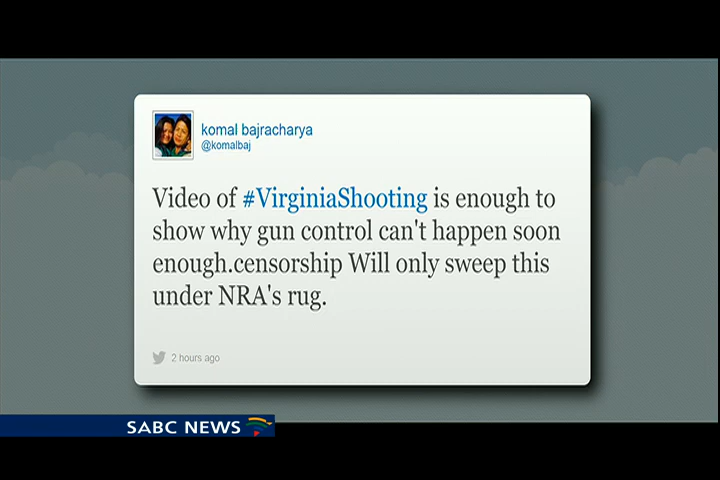 komal bajracharya
@komalbaj
Video of #VirginiaShooting is enough to
show why gun control can't happen soon
enough.censorship Will only sweep this
under NRA's rug.
2 hours ago
SABC NEWS